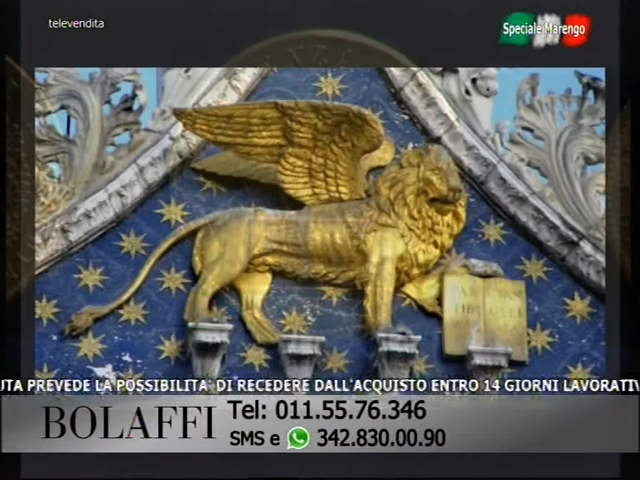 televendita
Speciale Marengo
UTA PREVEDE LA POSSIBILITA' DI RECEDERE DALL'ACQUISTO ENTRO 14 GIORNI LAVORATIV
BOLAFFI
Tel: 011.55.76.346
SMS e 342.830.00.90